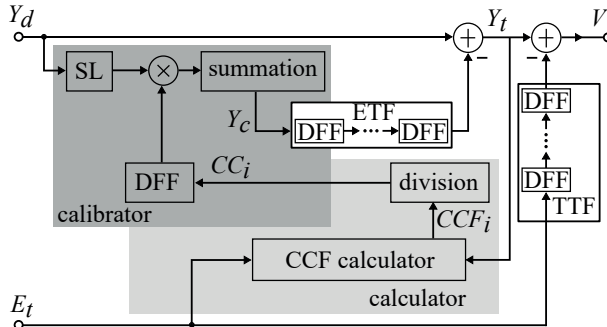 Y_d
Y_t
V
SL
×
summation
+
−
+
−
Y_c
ETF
DFF
DFF
DFF
DFF
TTF
DFF
CC_i
division
calibrator
CCF_i
CCF calculator
calculator
E_t